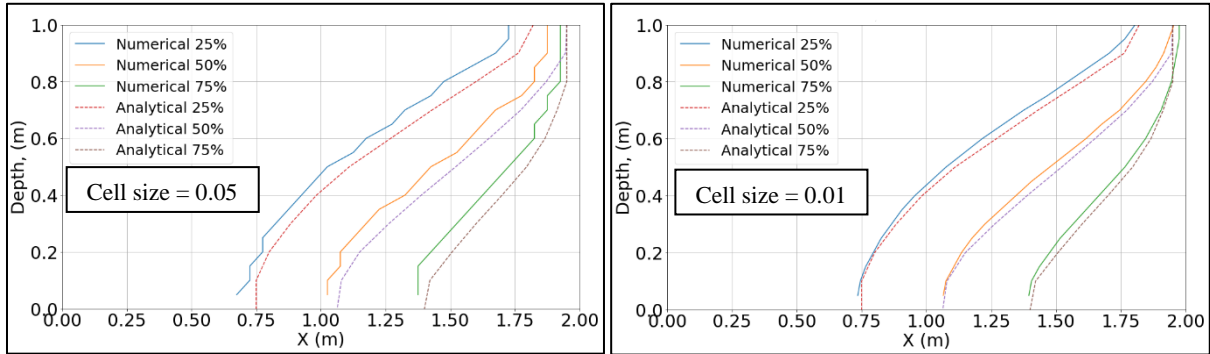 1.0
0.8
0.6
0.4
0.2
0.0
Depth, (m)
Numerical 25%
Numerical 50%
Numerical 75%
Analytical 25%
Analytical 50%
Analytical 75%
Cell size = 0.05
0.00 0.25 0.50 0.75 1.00 1.25 1.50 1.75 2.00
X (m)
1.0
0.8
0.6
0.4
0.2
0.0
Depth, (m)
Numerical 25%
Numerical 50%
Numerical 75%
Analytical 25%
Analytical 50%
Analytical 75%
Cell size = 0.01
0.00 0.25 0.50 0.75 1.00 1.25 1.50 1.75 2.00
X (m)